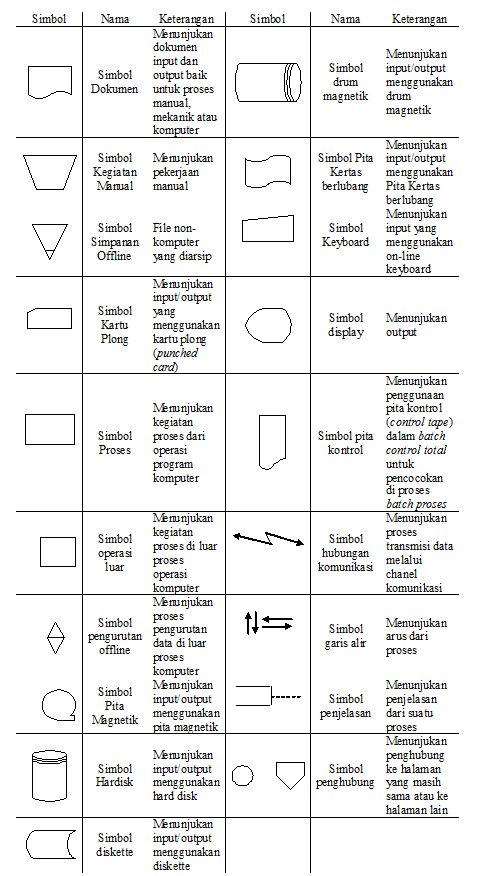 Simbol Nama Keterangan Simbol Nama Keterangan
Simbol
Dokumen
Menunjukan
dokumen
input dan
output baik
untuk proses
manual,
mekanik atau
komputer
Simbol
drum
magnetik
Menunjukan
input/output
menggunakan
drum
magnetik
Simbol
Kegiatan
Manual
Menunjukan
pekerjaan
manual
Simbol Pita
Kertas
berlubang
Menunjukan
input/output
menggunakan
Pita Kertas
berlubang
Simbol
Simpanan
Offline
File non-
komputer
yang diarsip
Simbol
Keyboard
Menunjukan
input yang
menggunakan
on-line
keyboard
Simbol
Kartu
Plong
Menunjukan
input/output
yang
menggunakan
kartu plong
(punched
card)
Simbol
display
Menunjukan
output
Simbol
Proses
Menunjukan
kegiatan
proses dari
operasi
program
komputer
Simbol pita
kontrol
Menunjukan
penggunaan
pita kontrol
(control tape)
dalam batch
control total
untuk
pencocokan
di proses
batch proses
Simbol
operasi
luar
Menunjukan
kegiatan
proses di luar
proses
operasi
komputer
Simbol
hubungan
komunikasi
Menunjukan
proses
transmisi data
melalui
chanel
komunikasi
Simbol
pengurutan
offline
Menunjukan
proses
pengurutan
data di luar
proses
komputer
Simbol
garis alir
Menunjukan
arus dari
proses
Simbol
Pita
Magnetik
Menunjukan
input/output
menggunakan
pita magnetik
Simbol
penjelasan
Menunjukan
penjelasan
dari suatu
proses
Simbol
Hardisk
Menunjukan
input/output
menggunakan
hard disk
Simbol
penghubung
Menunjukan
penghubung
ke halaman
yang masih
sama atau ke
halaman lain
Simbol
diskette
Menunjukan
input/output
menggunakan
diskette